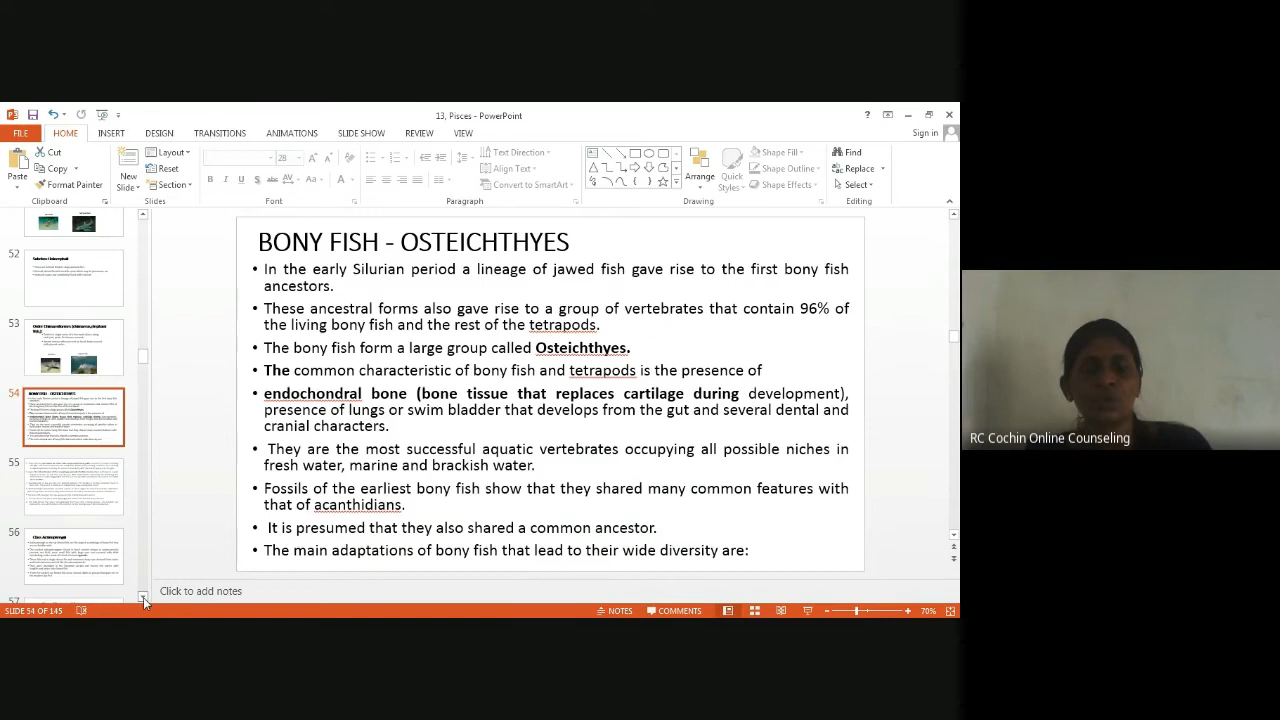 13, Pisces - PowerPoint
Sign in
FILE HOME INSERT DESIGN TRANSITIONS ANIMATIONS SLIDE SHOW REVIEW VIEW
Paste
Cut
Copy
Format Painter
Clipboard
New Slide
Layout
Reset
Section
Slides
28
Font
Text Direction
Align Text
Convert to SmartArt
Paragraph
Arrange
Quick Styles
Shape Fill
Shape Outline
Shape Effects
Drawing
Find
Replace
Select
Editing
52
53
54
55
56
57
BONY FISH - OSTEICHTHYES
• In the early Silurian period a lineage of jawed fish gave rise to the first bony fish
ancestors.
• These ancestral forms also gave rise to a group of vertebrates that contain 96% of
the living bony fish and the rest of the tetrapods.
• The bony fish form a large group called Osteichthyes.
• The common characteristic of bony fish and tetrapods is the presence of
• endochondral bone (bone
that replaces cartilage during development),
presence of lungs or swim bladder that develops from the gut and several dental and
cranial characters.
• They are the most successful aquatic vertebrates occupying all possible niches in
freshwater, marine and brackish water.
• Fossils of the earliest bony fish show that they shared many common features with
that of acanthidians.
• It is presumed that they also shared a common ancestor.
• The main adaptations of bony fish that lead to their wide diversity are:
Click to add notes
SLIDE 54 OF 145
NOTES
COMMENTS
70%
RC Cochin Online Counseling